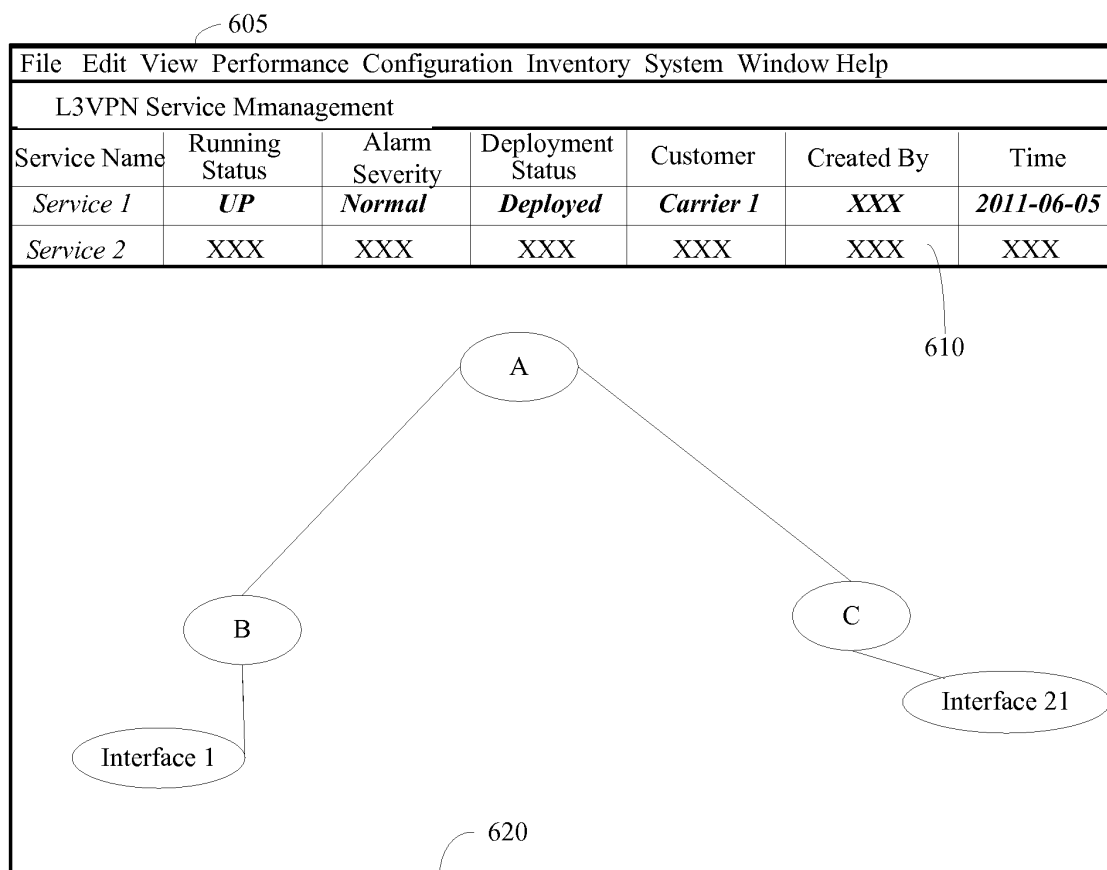 605
File Edit View Performance Configuration Inventory System Window Help
L3VPN Service Mmanagement
Service Name Running Status Alarm Severity Deployment Status Customer Created By Time
Service 1 UP Normal Deployed Carrier 1 XXX 2011-06-05
Service 2 XXX XXX XXX XXX XXX XXX
610
A
B
C
Interface 21
Interface 1
620